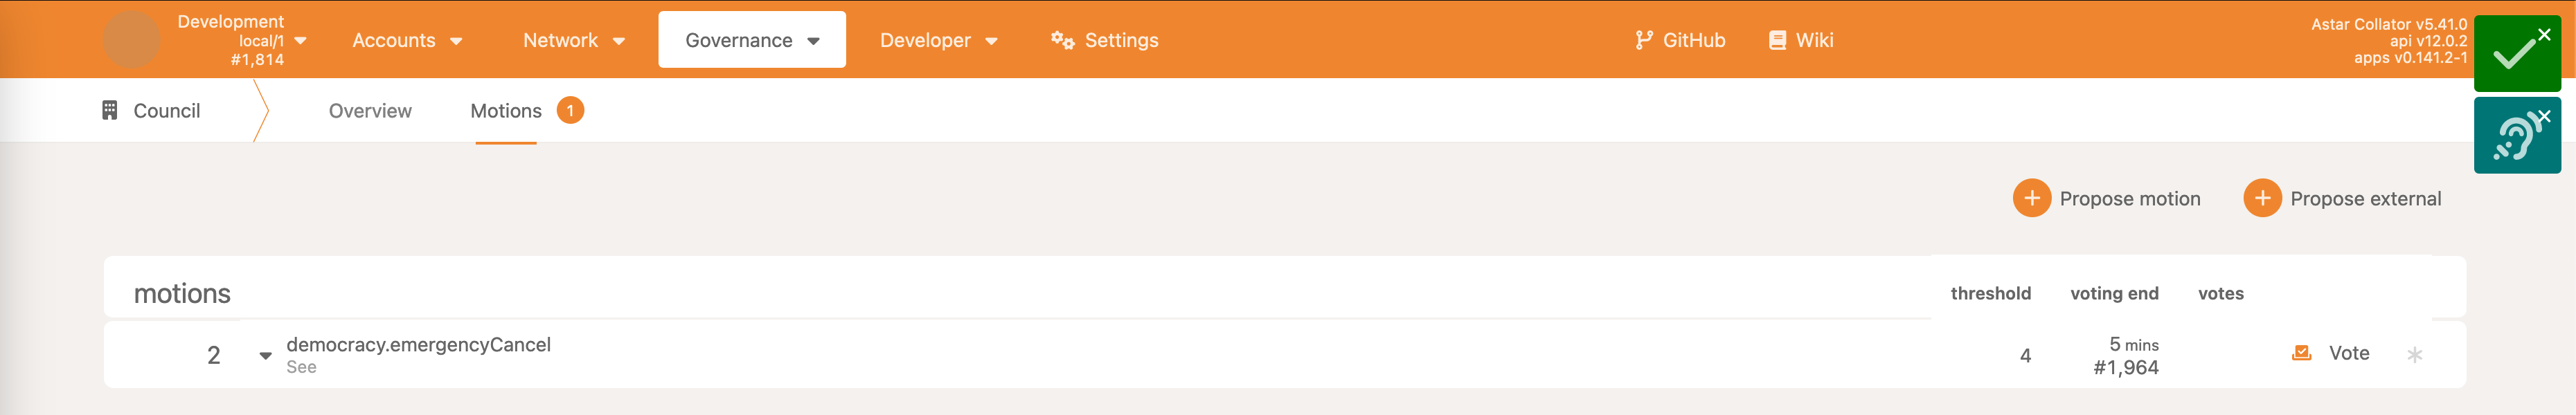 Development
local/1
#1,814
Accounts
Network
Governance
Developer
Settings
GitHub
Wiki
Astar Collator v5.41.0
api v12.0.2
apps v0.141.2-1
Council
Overview
Motions 1
Propose motion
Propose external
motions threshold voting end votes
2 democracy.emergencyCancel 4 5 mins Vote
See #1,964